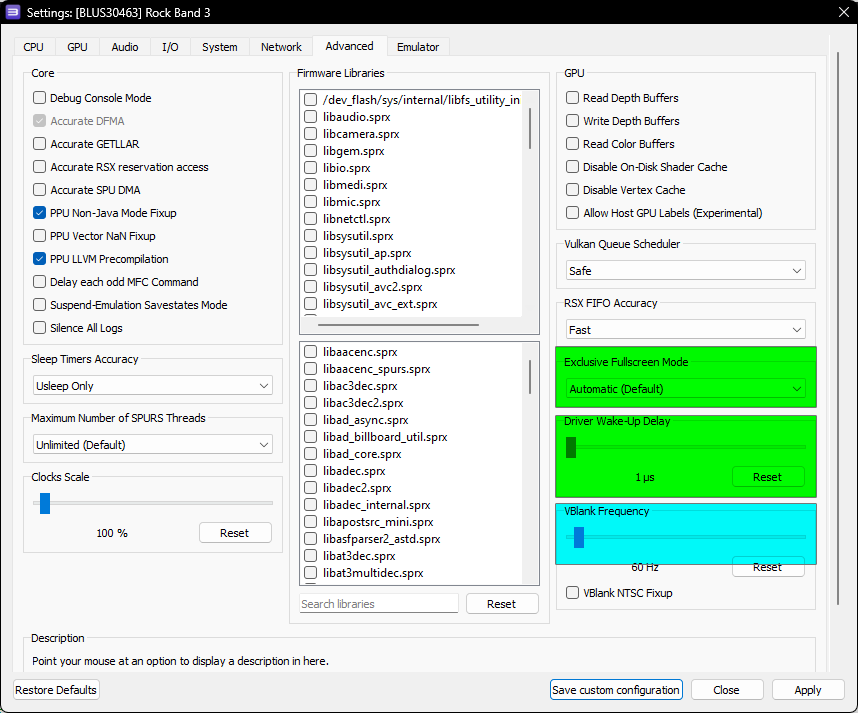 Settings: [BLUS30463] Rock Band 3
CPU GPU Audio I/O System Network Advanced Emulator
Core
Debug Console Mode
Accurate DFMA
Accurate GETLLAR
Accurate RSX reservation access
Accurate SPU DMA
PPU Non-Java Mode Fixup
PPU Vector NaN Fixup
PPU LLVM Precompilation
Delay each odd MFC Command
Suspend-Emulation Savestates Mode
Silence All Logs
Sleep Timers Accuracy
Usleep Only
Maximum Number of SPURS Threads
Unlimited (Default)
Clocks Scale
100 %
Reset
Firmware Libraries
/dev_flash/sys/internal/libfs_utility_in
libaudio.sprx
libcamera.sprx
libgem.sprx
libio.sprx
libmedi.sprx
libmic.sprx
libnetctl.sprx
libsysutil.sprx
libsysutil_ap.sprx
libsysutil_authdialog.sprx
libsysutil_avc2.sprx
libsysutil_avc_ext.sprx
libaacenc.sprx
libaacenc_spurs.sprx
libac3dec.sprx
libac3dec2.sprx
libad_async.sprx
libad_billboard_util.sprx
libad_core.sprx
libadec.sprx
libadec2.sprx
libadec_internal.sprx
libapostsrc_mini.sprx
libasfparser2_astd.sprx
libat3dec.sprx
libat3multidec.sprx
Search libraries
Reset
GPU
Read Depth Buffers
Write Depth Buffers
Read Color Buffers
Disable On-Disk Shader Cache
Disable Vertex Cache
Allow Host GPU Labels (Experimental)
Vulkan Queue Scheduler
Safe
RSX FIFO Accuracy
Fast
Exclusive Fullscreen Mode
Automatic (Default)
Driver Wake-Up Delay
1 µs
Reset
VBlank Frequency
60 Hz
Reset
VBlank NTSC Fixup
Description
Point your mouse at an option to display a description in here.
Restore Defaults
Save custom configuration
Close
Apply